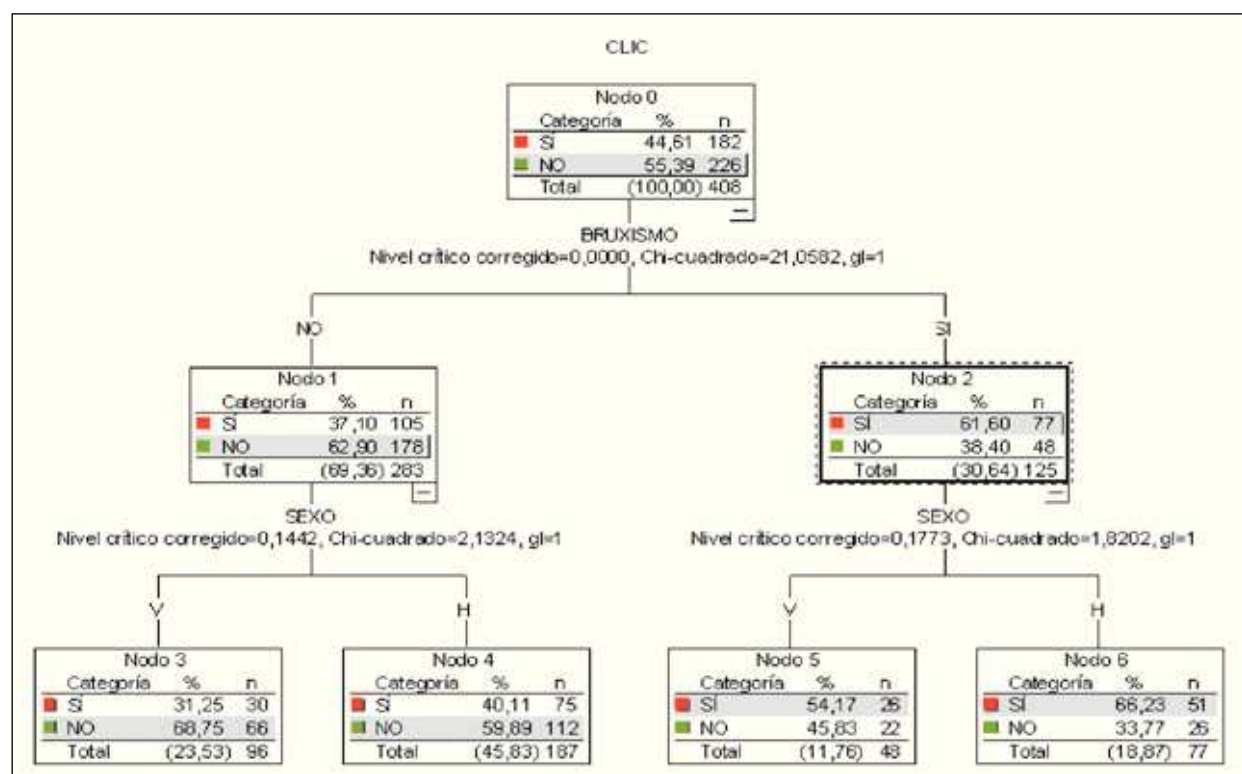 CLIC
Nodo 0
Categoría % n
SÍ 44,61 182
NO 55,39 226
Total (100,00) 408
BRUXISMO
Nivel crítico corregido=0,0000, Chi-cuadrado=21,0582, gl=1
NO
SI
Nodo 1
Categoría % n
SÍ 37,10 105
NO 62,90 178
Total (69,36) 283
Nodo 2
Categoría % n
SÍ 61,60 77
NO 38,40 48
Total (30,64) 125
SEXO
Nivel crítico corregido=0,1442, Chi-cuadrado=2,1324, gl=1
SEXO
Nivel crítico corregido=0,1773, Chi-cuadrado=1,8202, gl=1
V
H
V
H
Nodo 3
Categoría % n
SÍ 31,25 30
NO 68,75 66
Total (23,53) 96
Nodo 4
Categoría % n
SÍ 40,11 75
NO 59,89 112
Total (45,83) 187
Nodo 5
Categoría % n
SÍ 54,17 26
NO 45,83 22
Total (11,76) 48
Nodo 6
Categoría % n
SÍ 66,23 51
NO 33,77 26
Total (18,87) 77